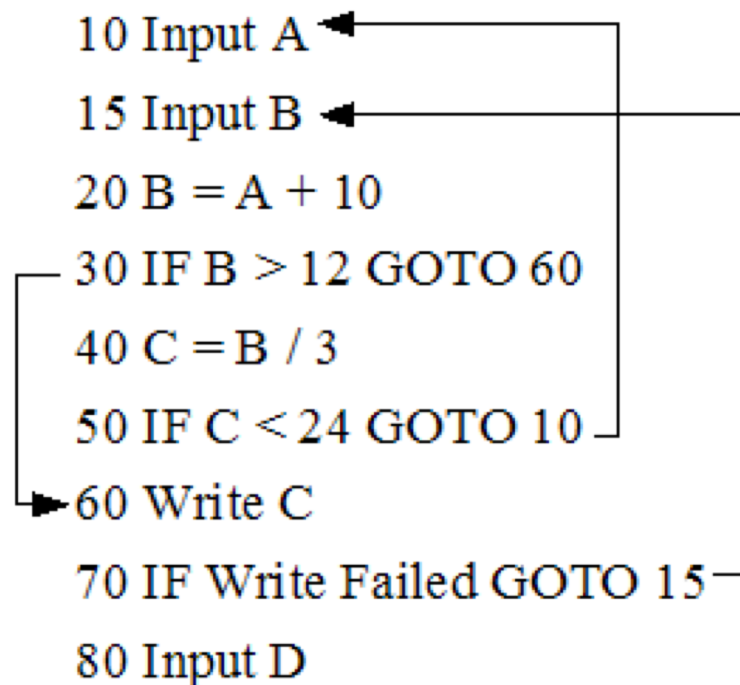 10 Input A
15 Input B
20 B = A + 10
30 IF B > 12 GOTO 60
40 C = B / 3
50 IF C < 24 GOTO 10
60 Write C
70 IF Write Failed GOTO 15
80 Input D